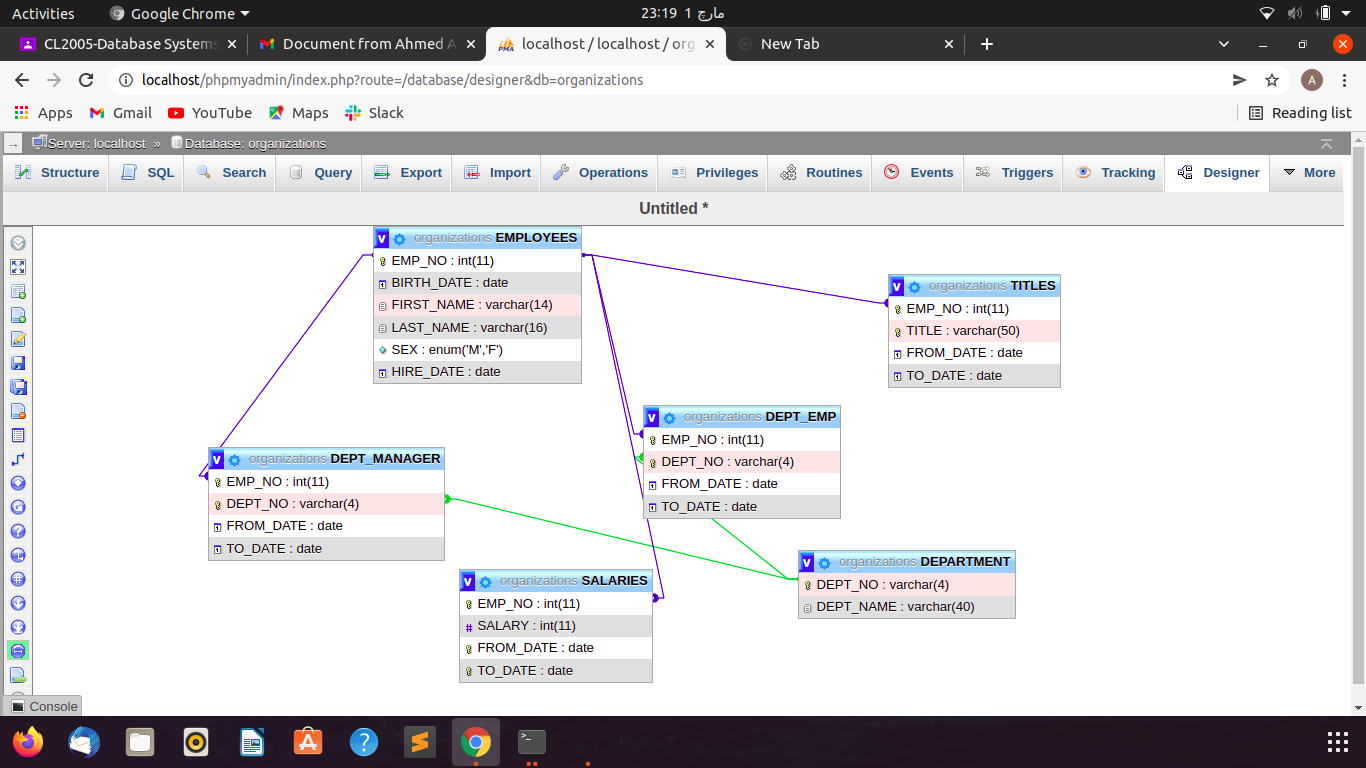 Activities
Google Chrome
23:19 1 مارچ
CL2005-Database Systems
Document from Ahmed A
localhost / localhost / org
New Tab
localhost/phpmyadmin/index.php?route=/database/designer&db=organizations
A
Apps
Gmail
YouTube
Maps
Slack
Reading list
Server: localhost » Database: organizations
Structure
SQL
Search
Query
Export
Import
Operations
Privileges
Routines
Events
Triggers
Tracking
Designer
More
Untitled *
v organizations EMPLOYEES
EMP_NO : int(11)
BIRTH_DATE : date
FIRST_NAME : varchar(14)
LAST_NAME : varchar(16)
SEX : enum('M','F')
HIRE_DATE : date
v organizations TITLES
EMP_NO : int(11)
TITLE : varchar(50)
FROM_DATE : date
TO_DATE : date
v organizations DEPT_EMP
EMP_NO : int(11)
DEPT_NO : varchar(4)
FROM_DATE : date
TO_DATE : date
v organizations DEPT_MANAGER
EMP_NO : int(11)
DEPT_NO : varchar(4)
FROM_DATE : date
TO_DATE : date
v organizations DEPARTMENT
DEPT_NO : varchar(4)
DEPT_NAME : varchar(40)
v organizations SALARIES
EMP_NO : int(11)
# SALARY : int(11)
FROM_DATE : date
TO_DATE : date
Console